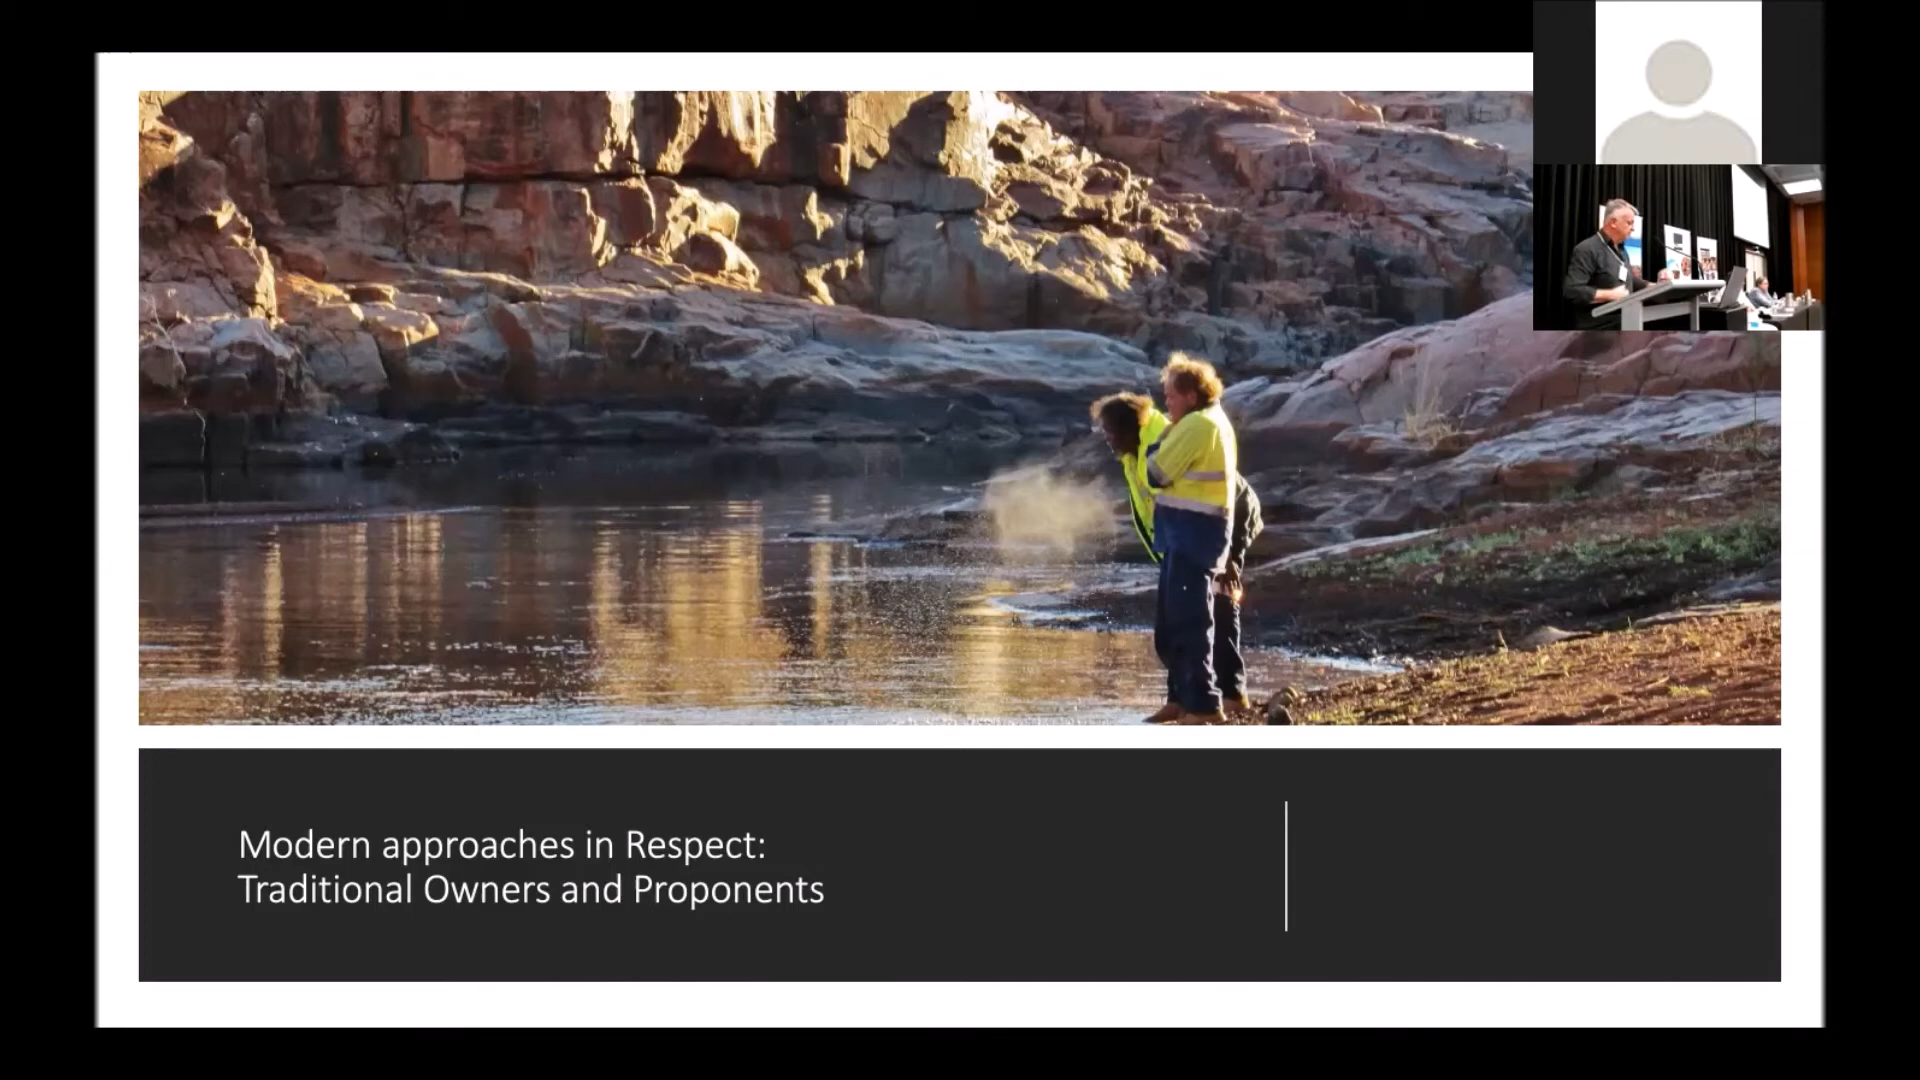 Modern approaches in Respect:
Traditional Owners and Proponents